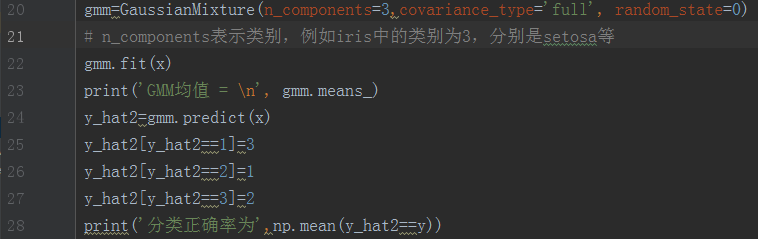 20 gmm=GaussianMixture(n_components=3,covariance_type='full', random_state=0)
21 # n_components表示类别，例如iris中的类别为3，分别是setosa等
22 gmm.fit(x)
23 print('GMM均值 = \n', gmm.means_)
24 y_hat2=gmm.predict(x)
25 y_hat2[y_hat2==1]=3
26 y_hat2[y_hat2==2]=1
27 y_hat2[y_hat2==3]=2
28 print('分类正确率为',np.mean(y_hat2==y))